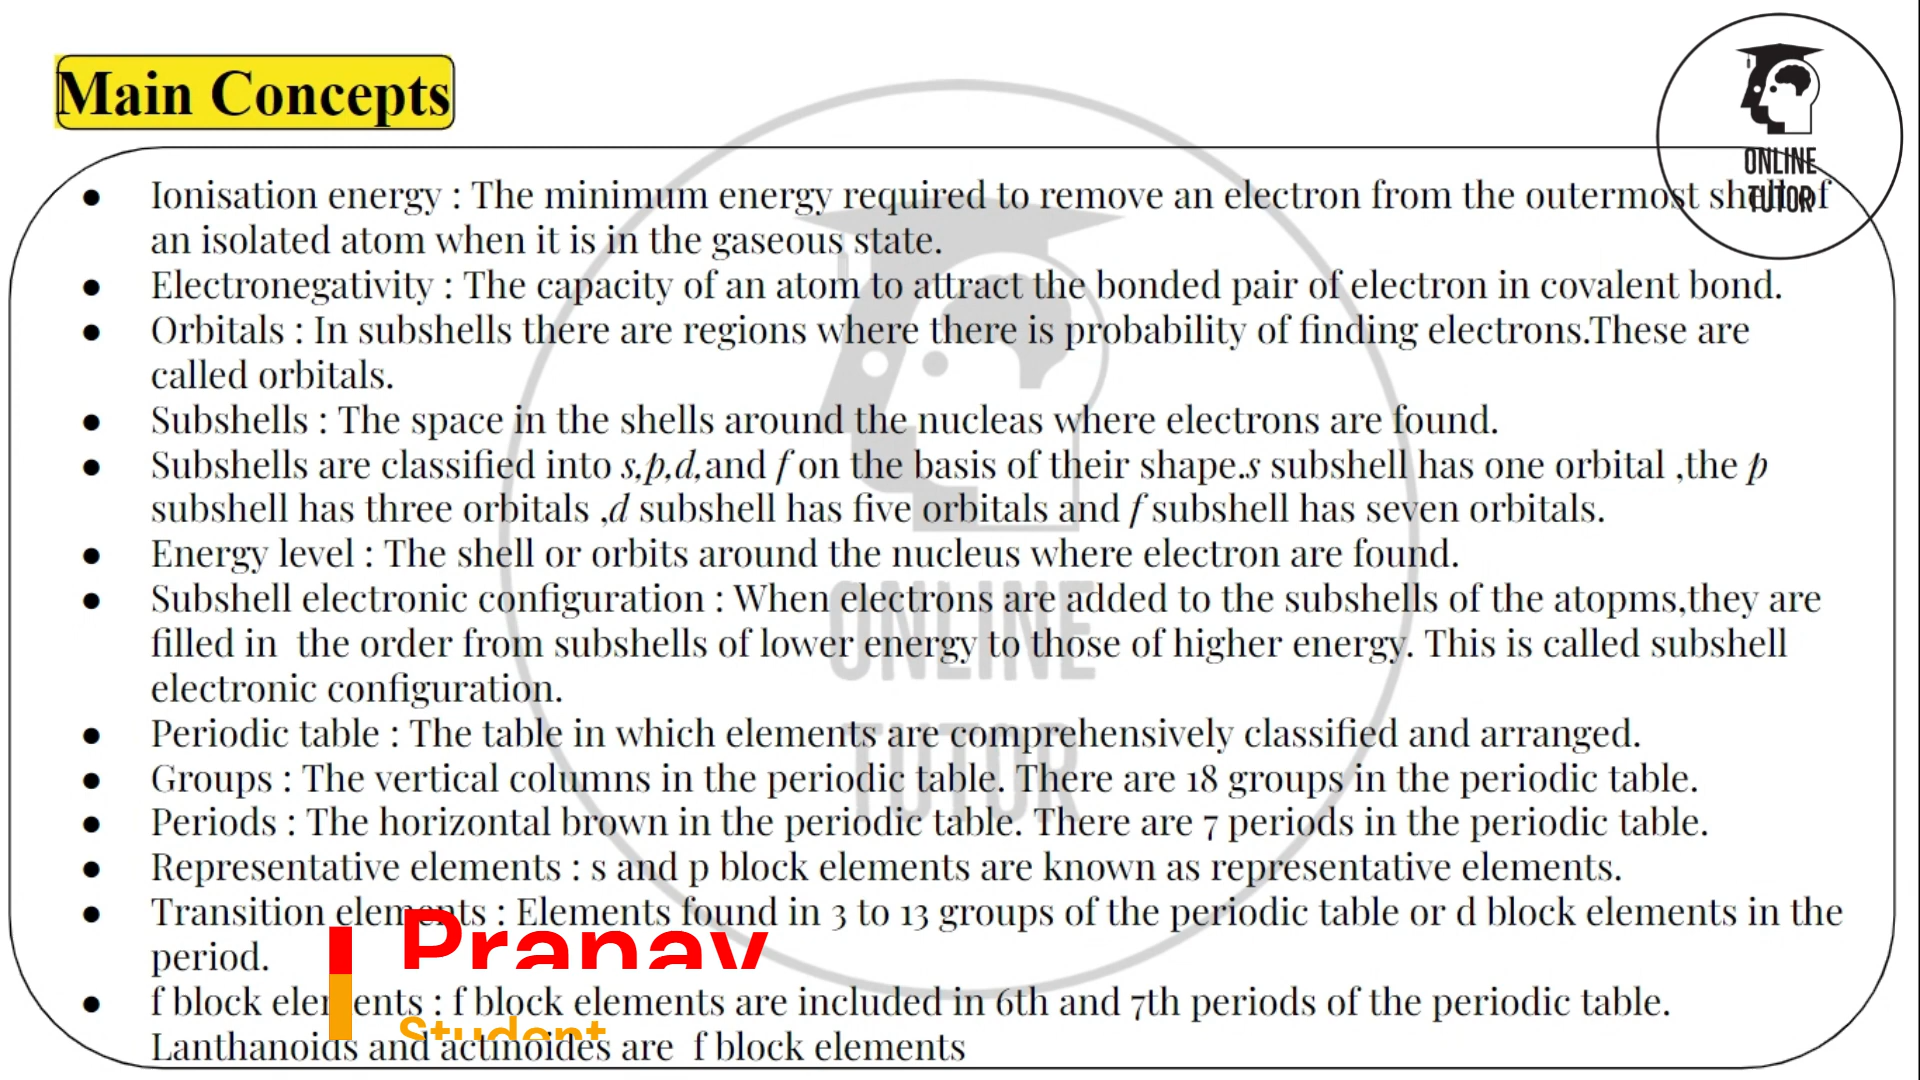 Main Concepts
ONLINE
TUTOR
● Ionisation energy : The minimum energy required to remove an electron from the outermost shell of
an isolated atom when it is in the gaseous state.
● Electronegativity : The capacity of an atom to attract the bonded pair of electron in covalent bond.
● Orbitals : In subshells there are regions where there is probability of finding electrons.These are
called orbitals.
● Subshells : The space in the shells around the nucleas where electrons are found.
● Subshells are classified into s,p,d,and f on the basis of their shape.s subshell has one orbital ,the p
subshell has three orbitals ,d subshell has five orbitals and f subshell has seven orbitals.
● Energy level : The shell or orbits around the nucleus where electron are found.
● Subshell electronic configuration : When electrons are added to the subshells of the atopms,they are
filled in  the order from subshells of lower energy to those of higher energy. This is called subshell
electronic configuration.
● Periodic table : The table in which elements are comprehensively classified and arranged.
● Groups : The vertical columns in the periodic table. There are 18 groups in the periodic table.
● Periods : The horizontal brown in the periodic table. There are 7 periods in the periodic table.
● Representative elements : s and p block elements are known as representative elements.
● Transition elements : Elements found in 3 to 13 groups of the periodic table or d block elements in the
period.
● f block elements : f block elements are included in 6th and 7th periods of the periodic table.
Lanthanoids and actinoides are  f block elements
ONLINE
TUTOR
Pranav
Student